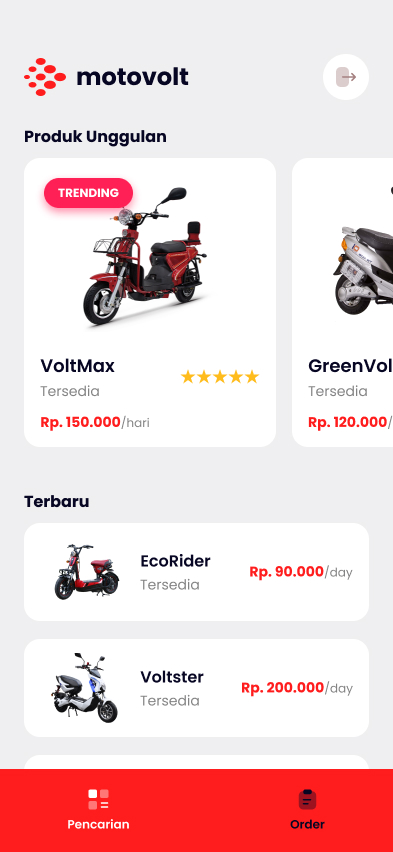 motovolt
Produk Unggulan
TRENDING
VoltMax
Tersedia
Rp. 150.000/hari
GreenVol
Tersedia
Rp. 120.000/
Terbaru
EcoRider
Tersedia
Rp. 90.000/day
Voltster
Tersedia
Rp. 200.000/day
Pencarian
Order